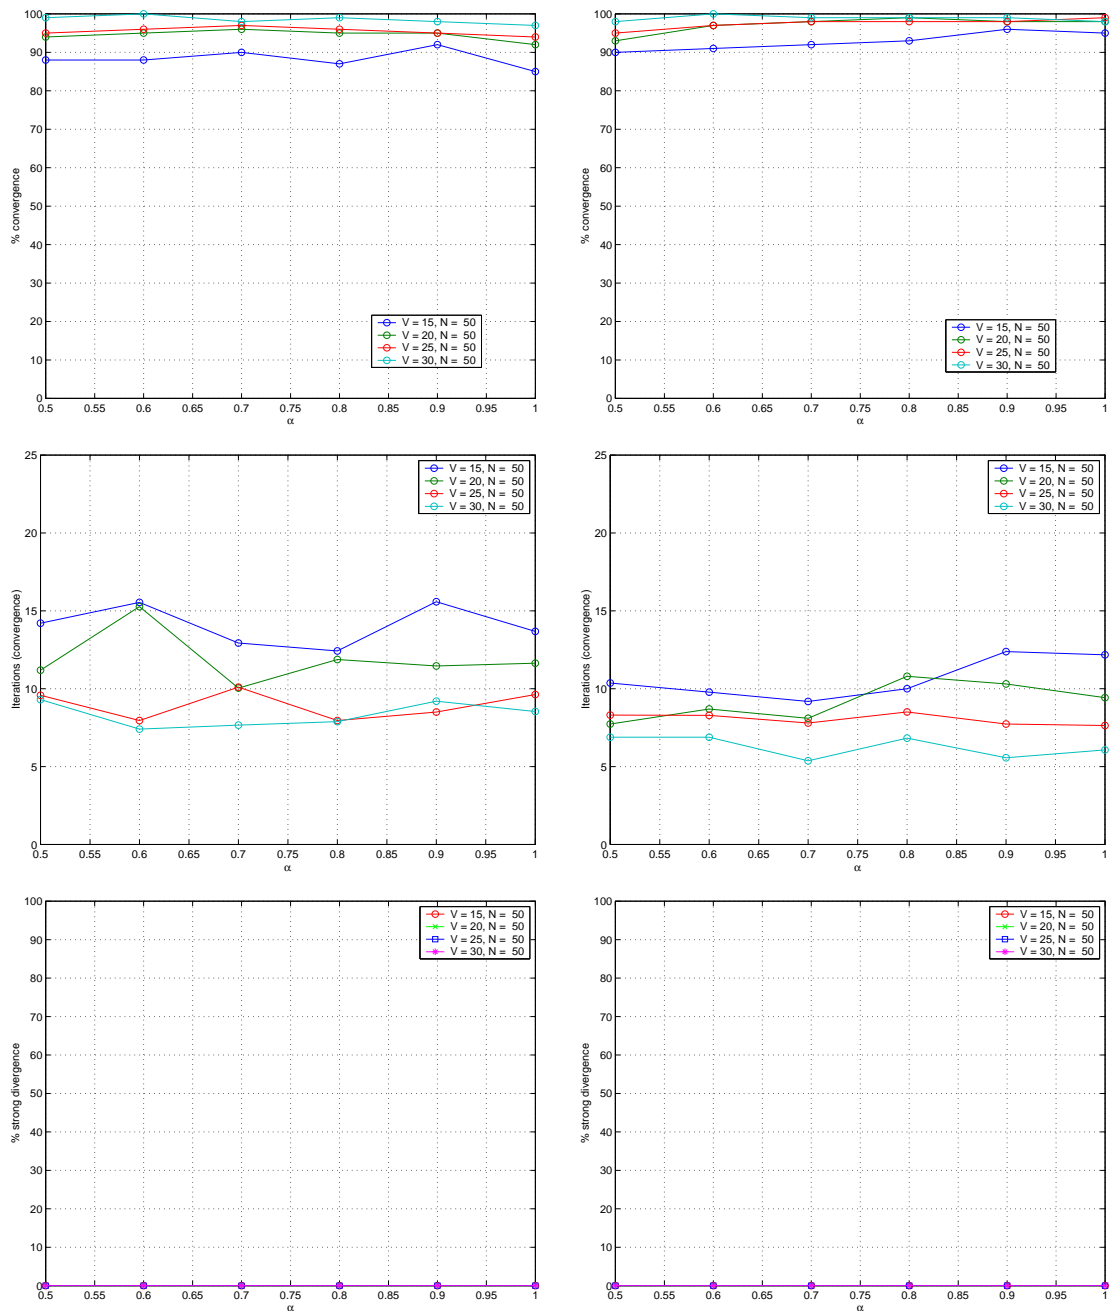 100
90
80
70
60
50
40
30
20
10
0
% convergence
V = 15, N = 50
V = 20, N = 50
V = 25, N = 50
V = 30, N = 50
0.5 0.55 0.6 0.65 0.7 0.75 0.8 0.85 0.9 0.95 1
α
100
90
80
70
60
50
40
30
20
10
0
% convergence
V = 15, N = 50
V = 20, N = 50
V = 25, N = 50
V = 30, N = 50
0.5 0.55 0.6 0.65 0.7 0.75 0.8 0.85 0.9 0.95 1
α
25
20
15
10
5
0
Iterations (convergence)
V = 15, N = 50
V = 20, N = 50
V = 25, N = 50
V = 30, N = 50
0.5 0.55 0.6 0.65 0.7 0.75 0.8 0.85 0.9 0.95 1
α
25
20
15
10
5
0
Iterations (convergence)
V = 15, N = 50
V = 20, N = 50
V = 25, N = 50
V = 30, N = 50
0.5 0.55 0.6 0.65 0.7 0.75 0.8 0.85 0.9 0.95 1
α
100
90
80
70
60
50
40
30
20
10
0
% strong divergence
V = 15, N = 50
V = 20, N = 50
V = 25, N = 50
V = 30, N = 50
0.5 0.55 0.6 0.65 0.7 0.75 0.8 0.85 0.9 0.95 1
α
100
90
80
70
60
50
40
30
20
10
0
% strong divergence
V = 15, N = 50
V = 20, N = 50
V = 25, N = 50
V = 30, N = 50
0.5 0.55 0.6 0.65 0.7 0.75 0.8 0.85 0.9 0.95 1
α